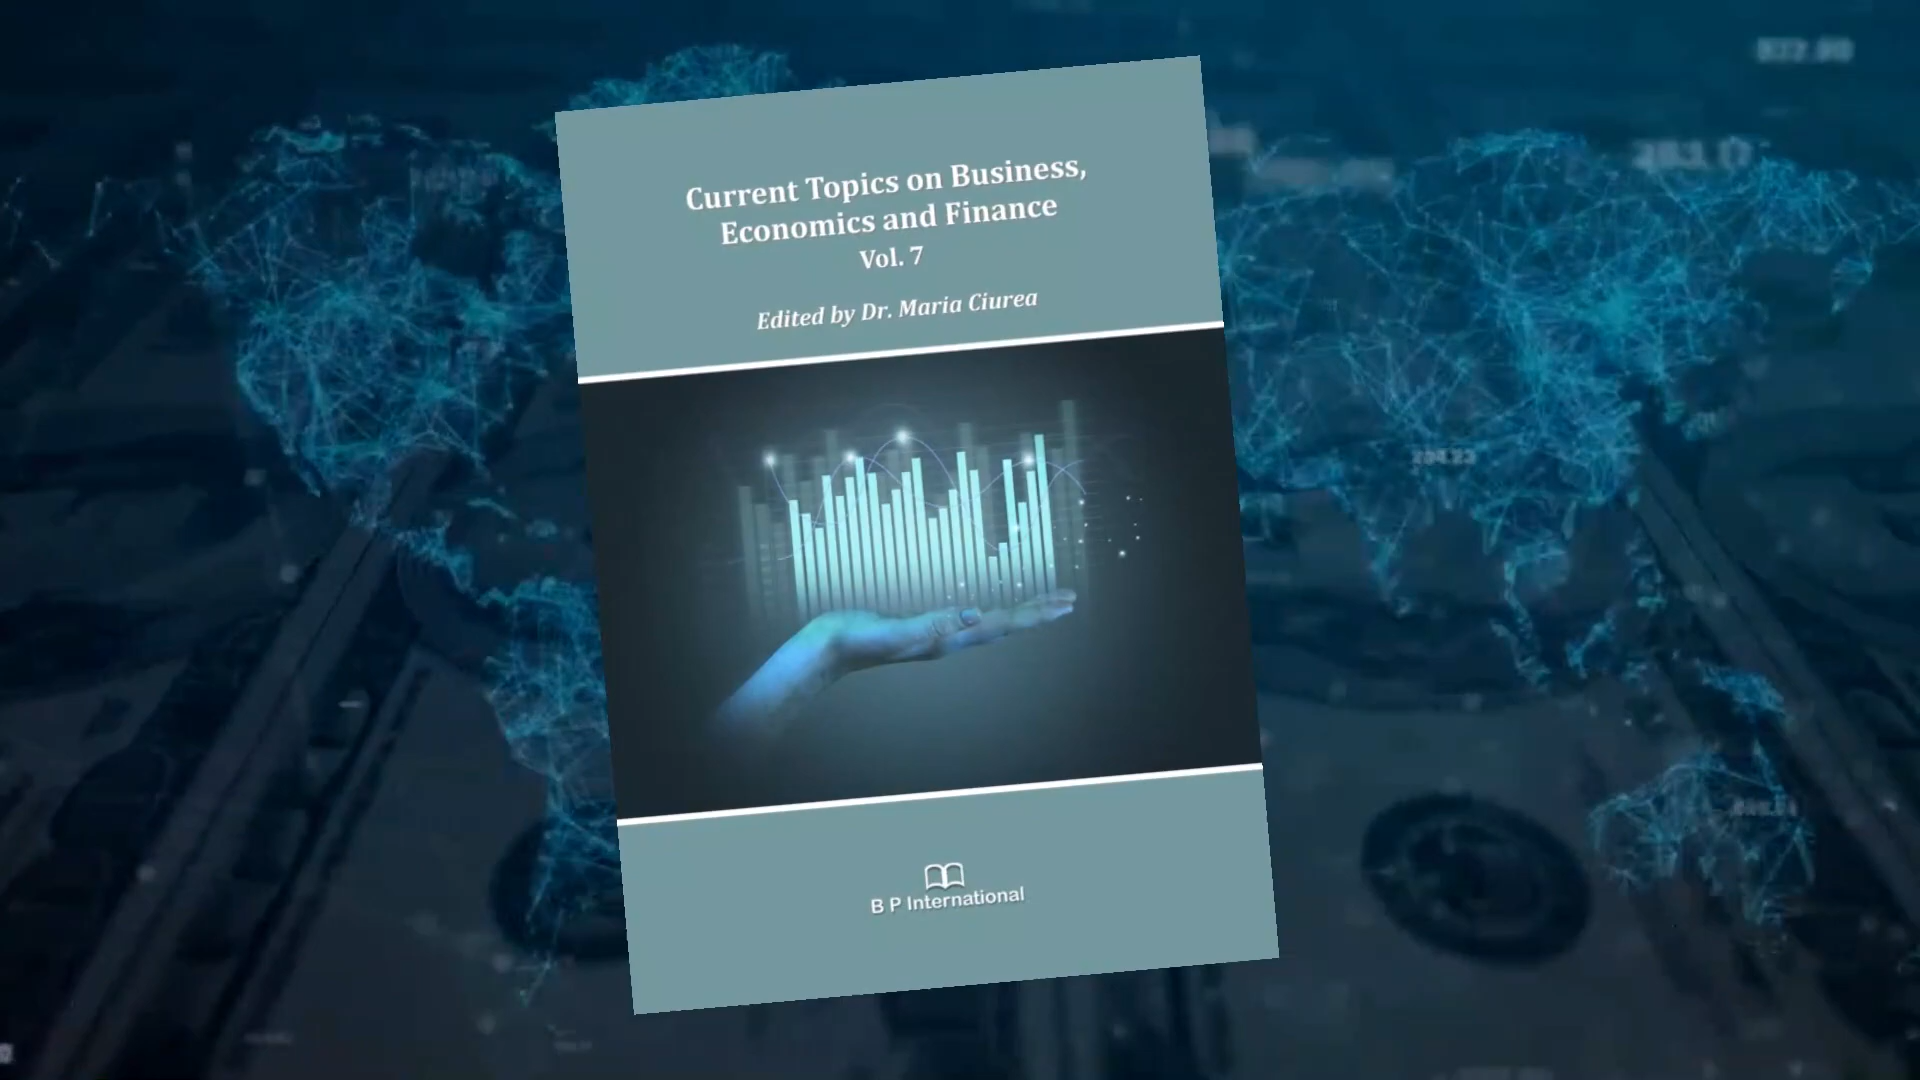 Current Topics on Business,
Economics and Finance
Vol. 7
Edited by Dr. Maria Ciurea
B P International